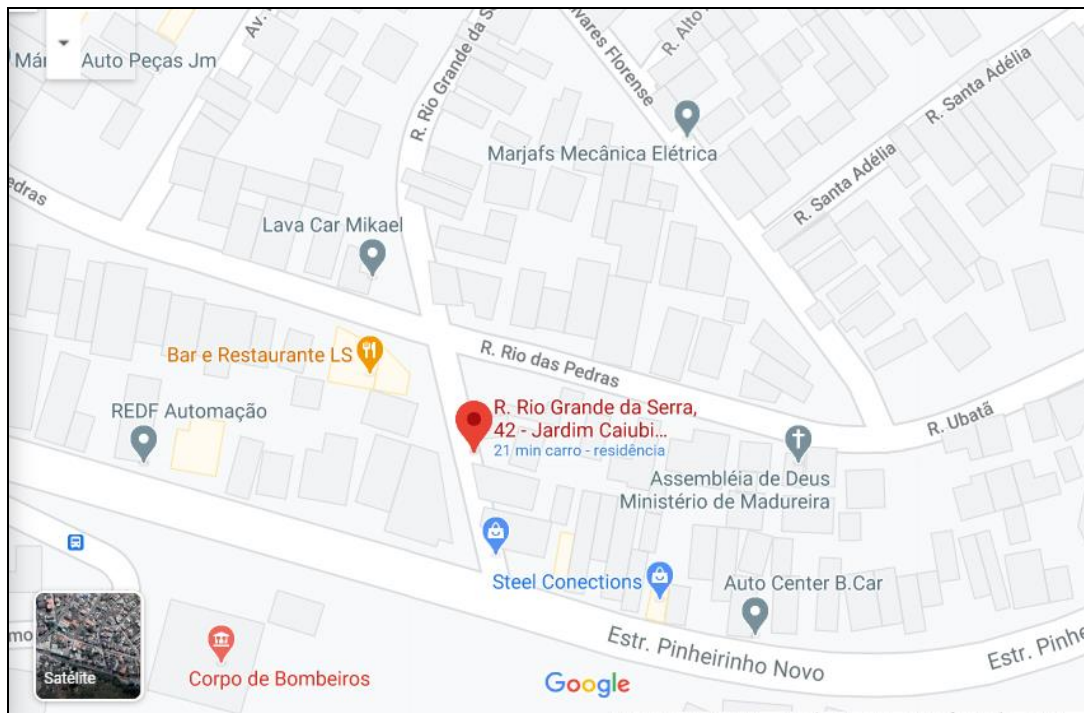 Av.
R. Rio Grande da S
Florense
R. Alto
R. Santa Adélia
Auto Peças Jm
Marjafs Mecânica Elétrica
R. Santa Adélia
Lava Car Mikael
R. Rio das Pedras
Bar e Restaurante LS
REDF Automação
R. Rio Grande da Serra,
42 - Jardim Caiubi...
21 min carro - residência
R. Ubatã
Assembléia de Deus
Ministério de Madureira
Steel Conections
Auto Center B.Car
Estr. Pinheirinho Novo
Estr. Pinhe
Satélite
Corpo de Bombeiros
Google